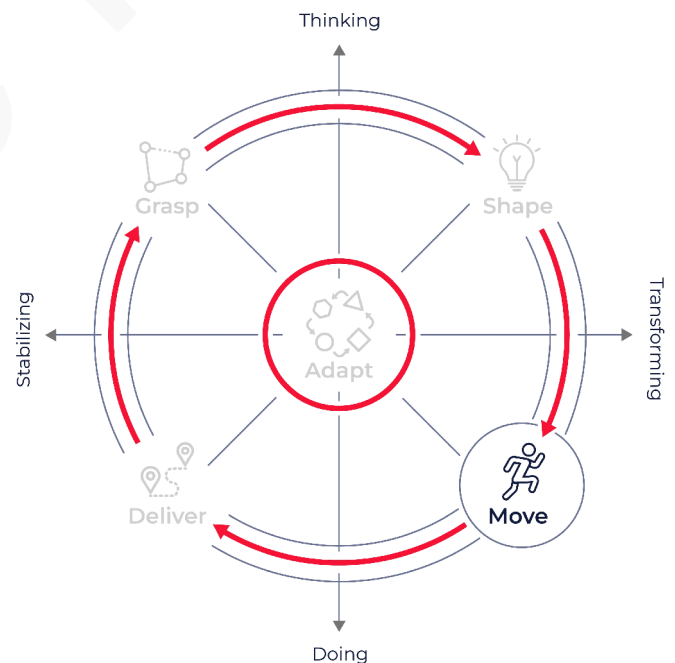 Thinking
Grasp
Shape
Stabilizing
Transforming
Adapt
Deliver
Move
Doing